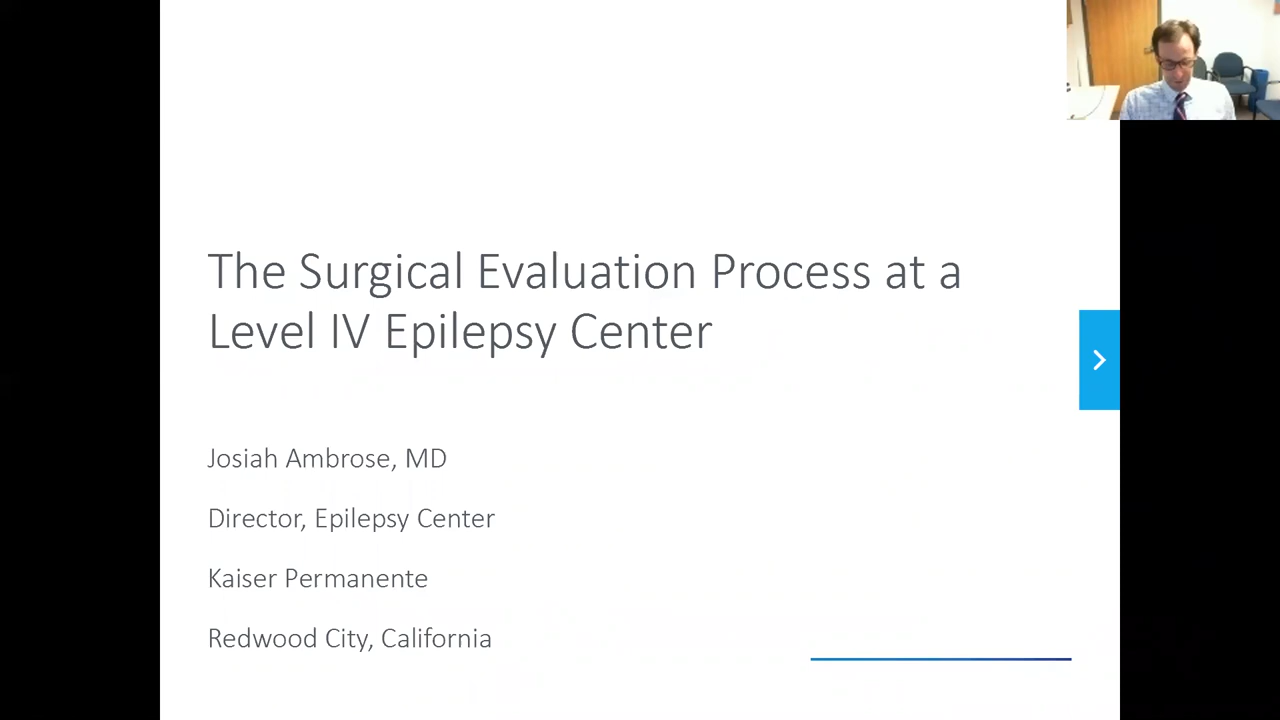 The Surgical Evaluation Process at a
Level IV Epilepsy Center
Josiah Ambrose, MD
Director, Epilepsy Center
Kaiser Permanente
Redwood City, California